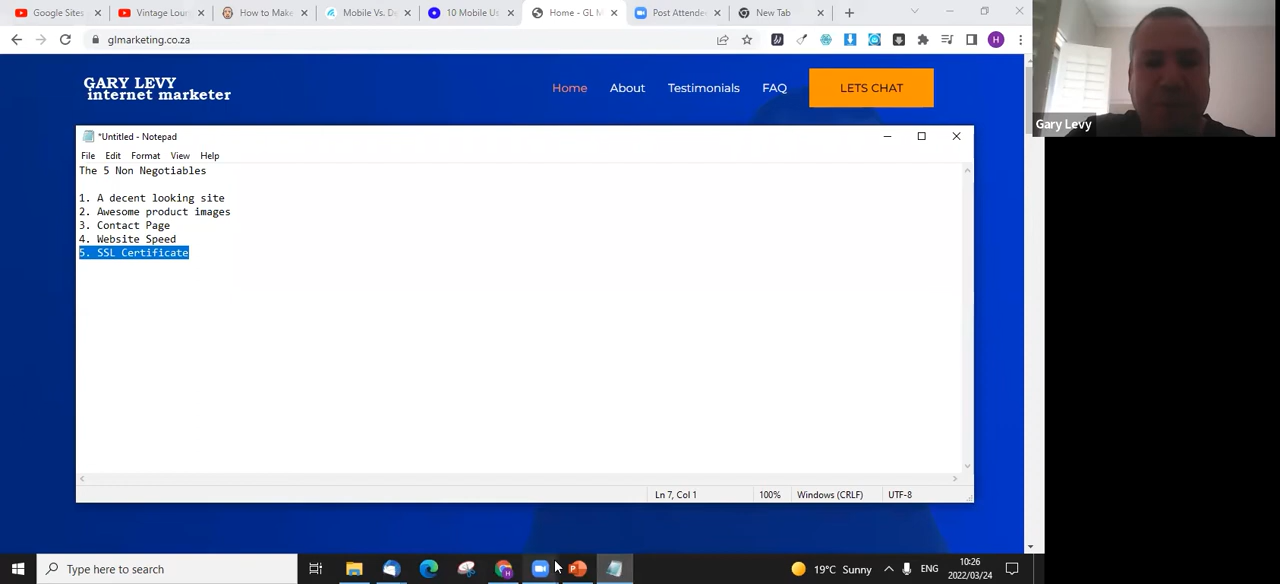 Google Sites
Vintage Lour
How to Make
Mobile Vs. De
10 Mobile Us
Home - GL M
Post Attende
New Tab
glmarketing.co.za
H
GARY LEVY
internet marketer
Home
About
Testimonials
FAQ
LETS CHAT
Gary Levy
*Untitled - Notepad
File Edit Format View Help
The 5 Non Negotiables
1. A decent looking site
2. Awesome product images
3. Contact Page
4. Website Speed
5. SSL Certificate
Ln 7, Col 1
100%
Windows (CRLF)
UTF-8
Type here to search
19°C Sunny
ENG
10:26
2022/03/24